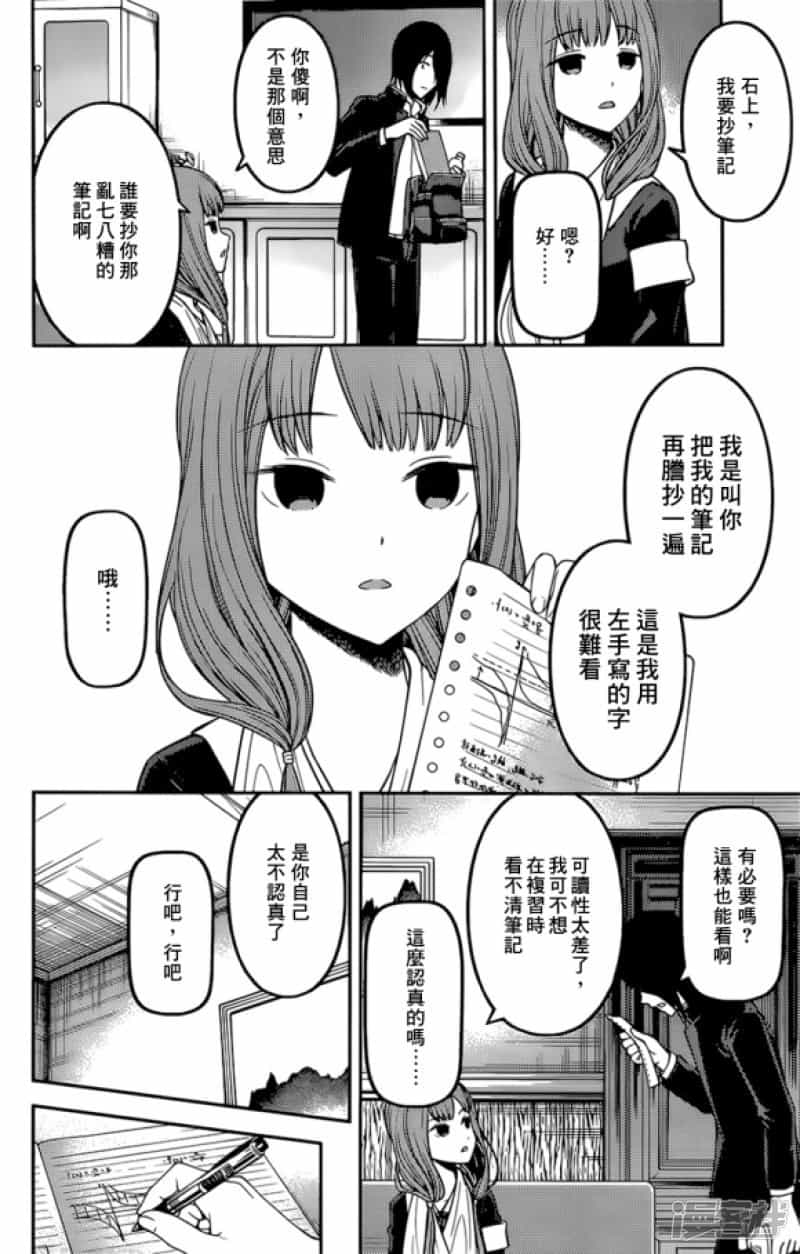 石上，
我要抄筆記
嗯？
好……
你傻啊，
不是那個意思
誰要抄你那
亂七八糟的
筆記啊
我是叫你
把我的筆記
再謄抄一遍
這是我用
左手寫的字
很難看
哦……
有必要嗎？
這樣也能看啊
可讀性太差了，
我可不想
在複習時
看不清筆記
這麼認真的嗎……
是你自己
太不認真了
行吧，行吧
漫客栈